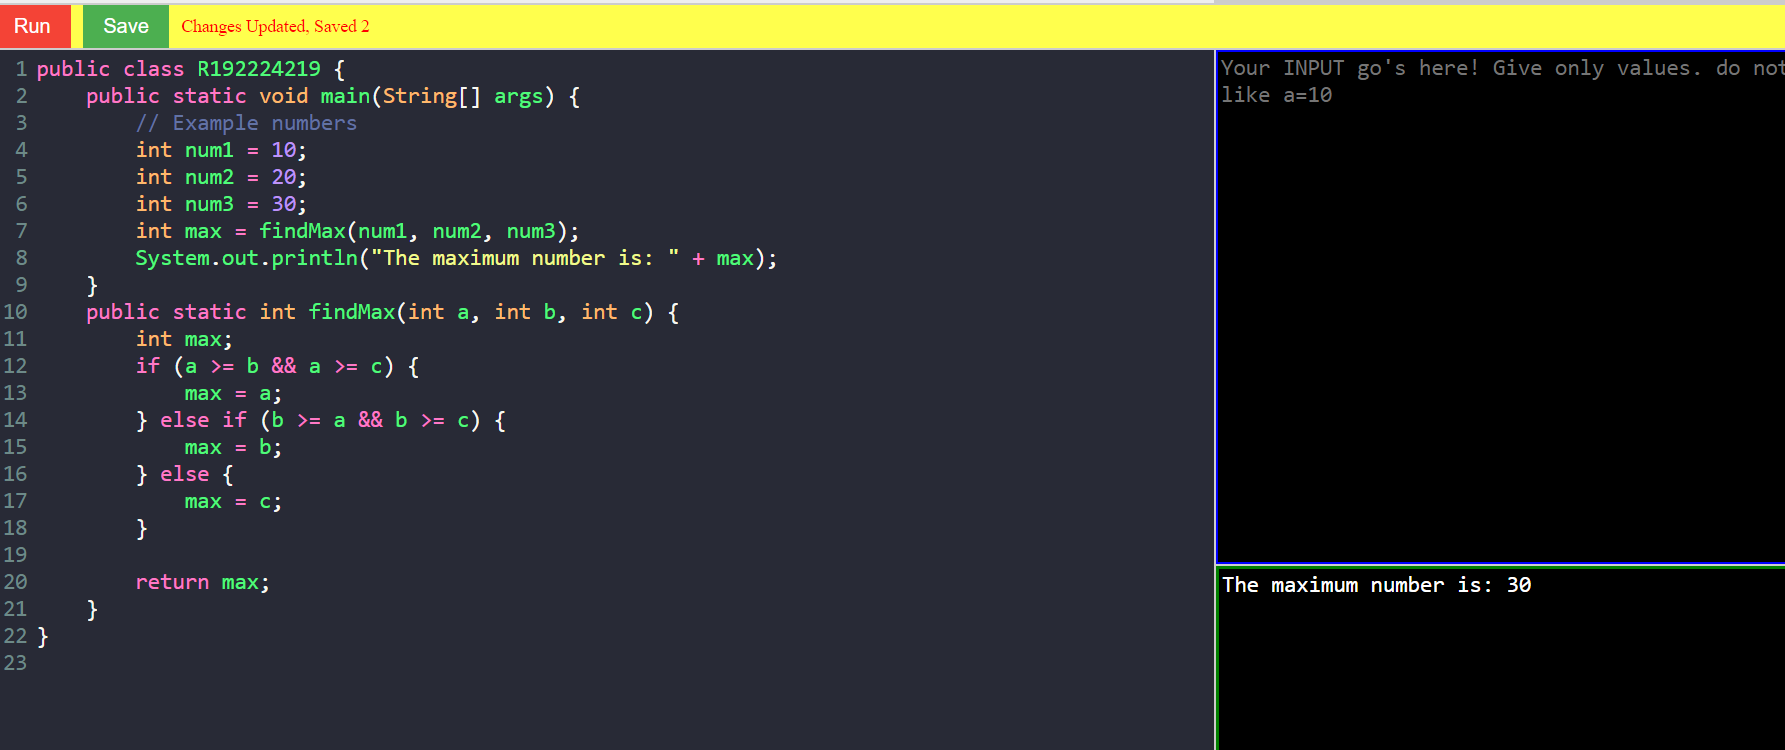 Run Save Changes Updated, Saved 2
1 public class R192224219 {
2     public static void main(String[] args) {
3         // Example numbers
4         int num1 = 10;
5         int num2 = 20;
6         int num3 = 30;
7         int max = findMax(num1, num2, num3);
8         System.out.println("The maximum number is: " + max);
9     }
10     public static int findMax(int a, int b, int c) {
11         int max;
12         if (a >= b && a >= c) {
13             max = a;
14         } else if (b >= a && b >= c) {
15             max = b;
16         } else {
17             max = c;
18         }
19
20         return max;
21     }
22 }
23
Your INPUT go's here! Give only values. do not
like a=10
The maximum number is: 30